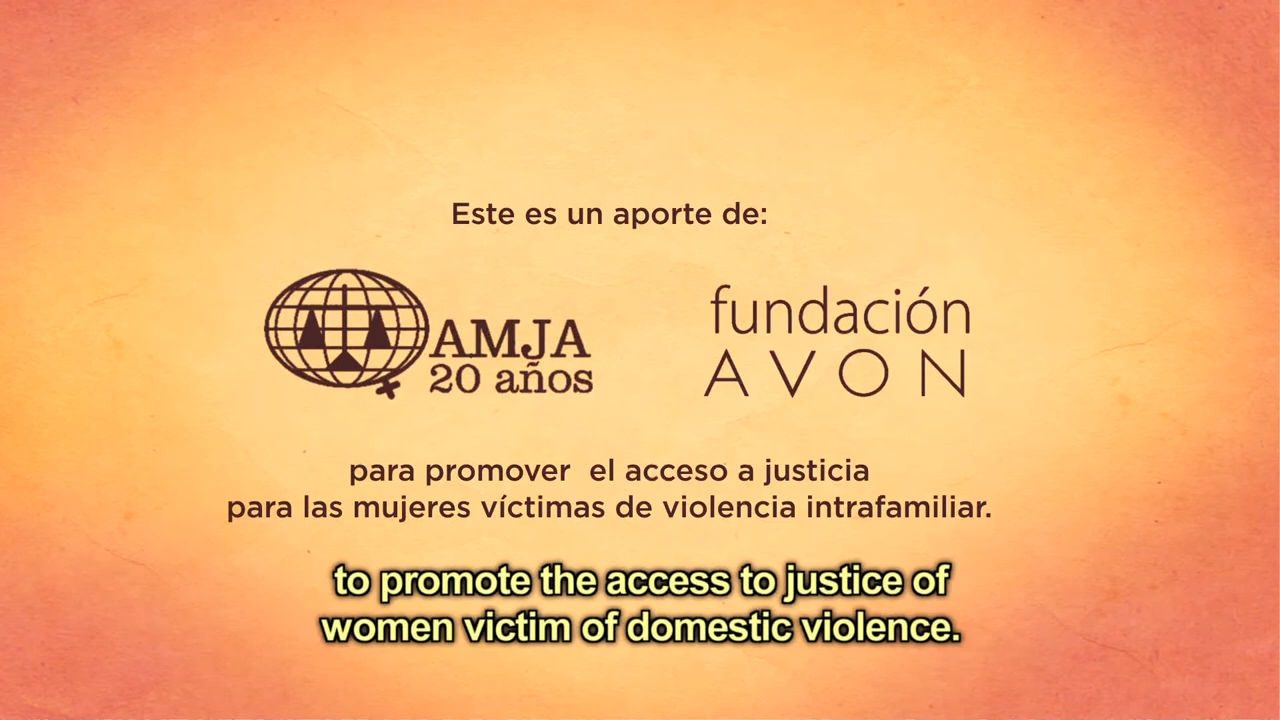 Este es un aporte de:
AMJA
20 años
fundación
AVON
para promover el acceso a justicia
para las mujeres víctimas de violencia intrafamiliar.
to promote the access to justice of
women victim of domestic violence.